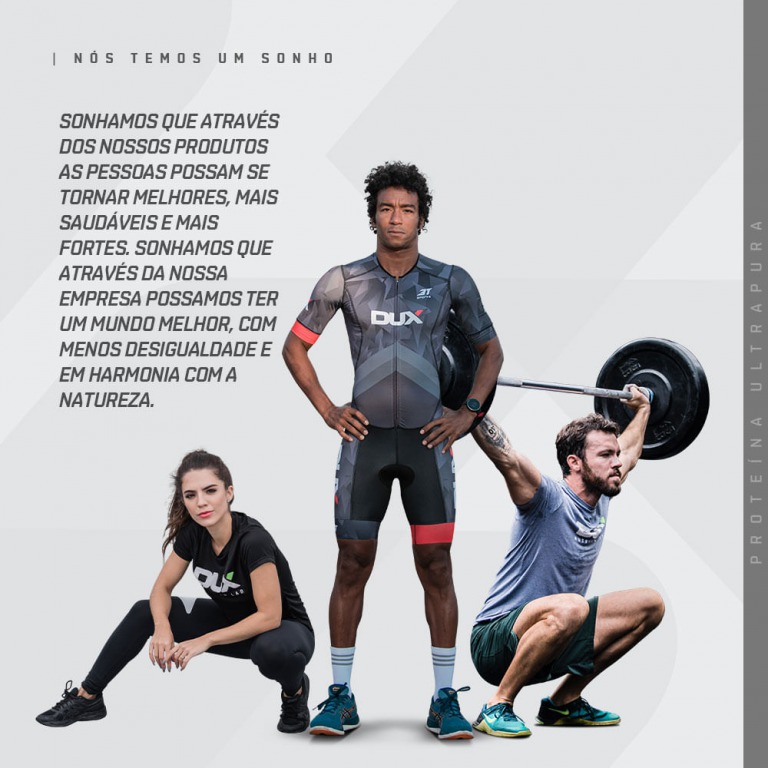 | NÓS TEMOS UM SONHO
SONHAMOS QUE ATRAVÉS
DOS NOSSOS PRODUTOS
AS PESSOAS POSSAM SE
TORNAR MELHORES, MAIS
SAUDÁVEIS E MAIS
FORTES. SONHAMOS QUE
ATRAVÉS DA NOSSA
EMPRESA POSSAMOS TER
UM MUNDO MELHOR, COM
MENOS DESIGUALDADE E
EM HARMONIA COM A
NATUREZA.
DUX
DUX
PROTEÍNA ULTRAPURA